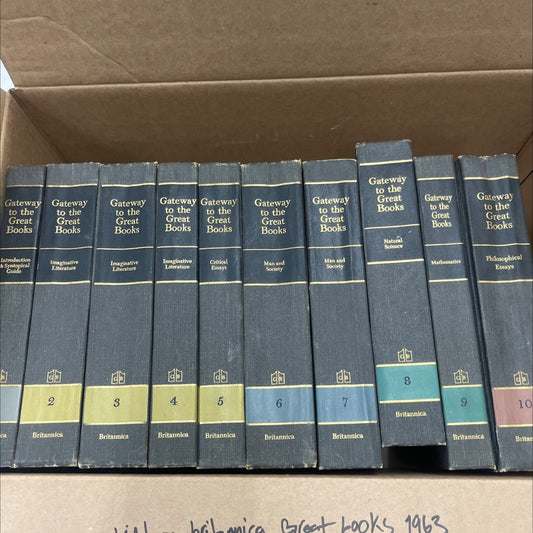 Gateway
to the
Great
Books
Introduction
Syntopical
Guide
Britannica
Gateway
to the
Great
Books
Imaginative
Literature
2
Britannica
Gateway
to the
Great
Books
Imaginative
Literature
3
Britannica
Gateway
to the
Great
Books
Imaginative
Literature
4
Britannica
Gateway
to the
Great
Books
Critical
Essays
5
Britannica
Gateway
to the
Great
Books
Man and
Society
6
Britannica
Gateway
to the
Great
Books
Man and
Society
7
Britannica
Gateway
to the
Great
Books
Natural
Science
8
Britannica
Gateway
to the
Great
Books
Mathematics
9
Britannica
Gateway
to the
Great
Books
Philosophical
Essays
10
Britannica
britannica Great books 1963